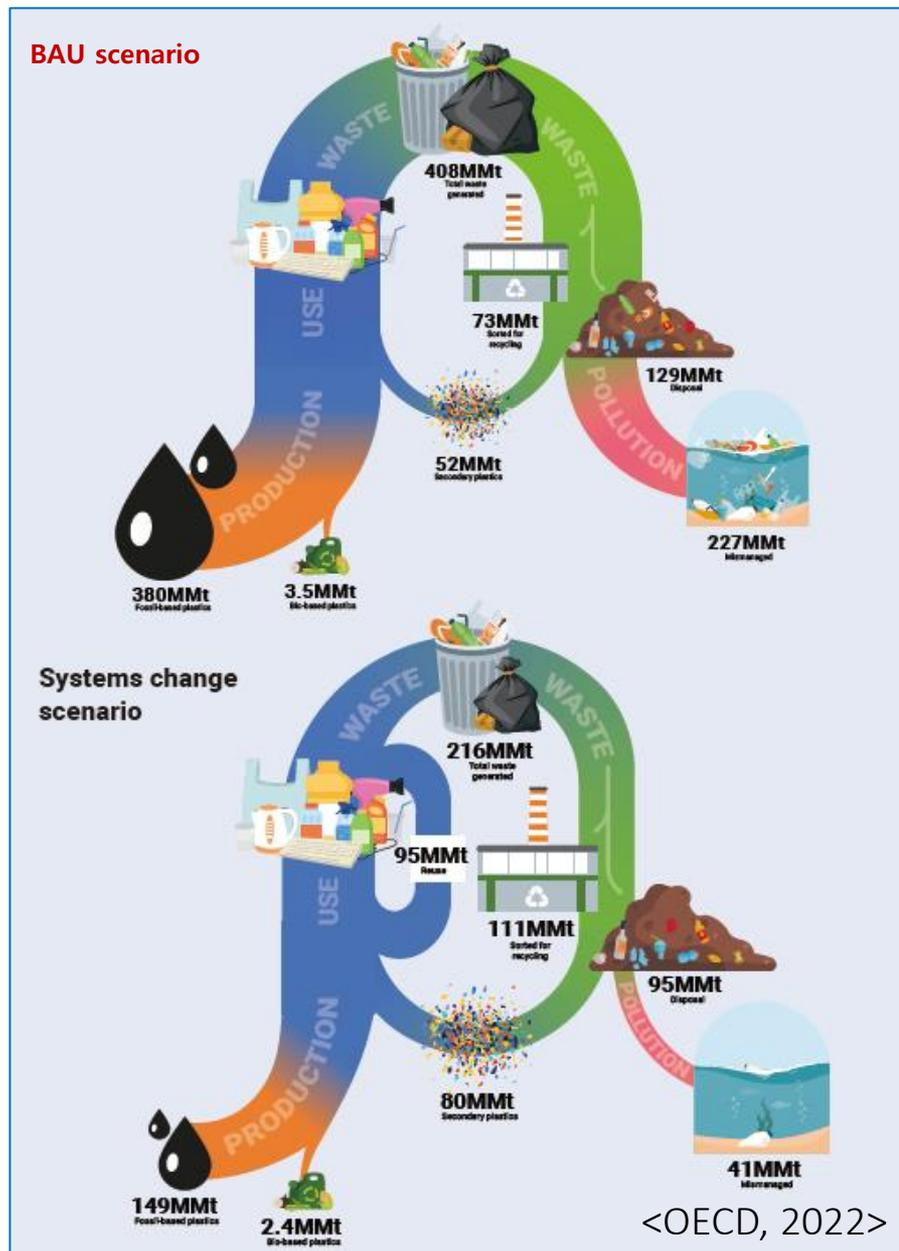 BAU scenario
WASTE
WASTE
408MMt
Total waste
generated
USE
73MMt
Sorted for
recycling
129MMt
Disposal
POLLUTION
PRODUCTION
52MMt
Secondary plastics
227MMt
Mismanaged
380MMt
Fossil-based plastics
3.5MMt
Bio-based plastics
Systems change
scenario
WASTE
WASTE
216MMt
Total waste
generated
95MMt
Reuse
USE
111MMt
Sorted for
recycling
95MMt
Disposal
POLLUTION
PRODUCTION
80MMt
Secondary plastics
41MMt
Mismanaged
149MMt
Fossil-based plastics
2.4MMt
Bio-based plastics
<OECD, 2022>